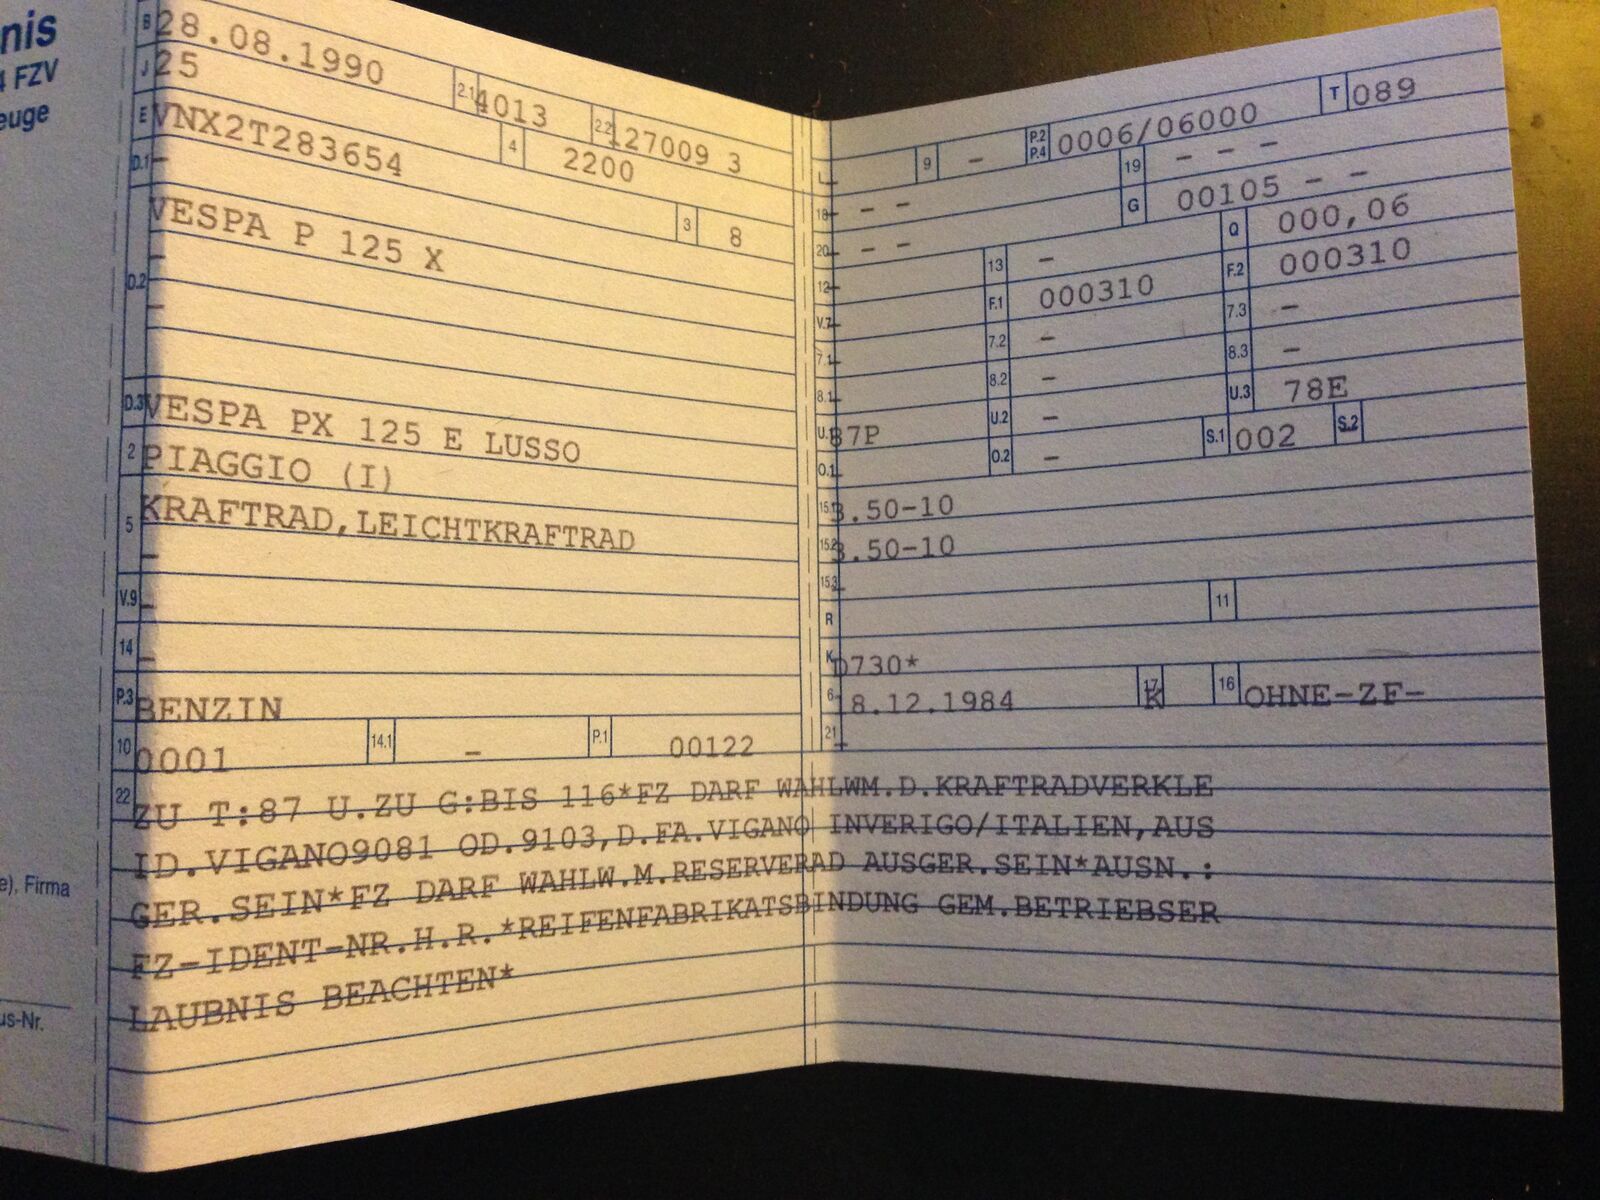 nis
4 FZV
euge
e), Firma
us-Nr.
B 28.08.1990 2.1 4013 2.2 127009 3
J 25
E VNX2T283654 4 2200
D.1 - 3 8
VESPA P 125 X
D.2 -
-
D.3 VESPA PX 125 E LUSSO
2 PIAGGIO (I)
5 KRAFTRAD,LEICHTKRAFTRAD
-
V.9 -
14 -
P.3 BENZIN
10 0001 14.1 - P.1 00122
L - 9 - P.2 P.4 0006/06000 T 089
18 - - 19 - - -
20 - - G 00105 - -
12 - 13 - Q 000,06
V.7 - F.1 000310 F.2 000310
7.1 - 7.2 - 7.3 -
8.1 - 8.2 - 8.3 -
U.1 87P U.2 - U.3 78E
O.1 - O.2 - S.1 002 S.2
15.1 3.50-10
15.2 3.50-10
15.3
R - 11
K D730*
6 18.12.1984 17 K 16 OHNE-ZF-
21 -
22 ZU T:87 U.ZU G:BIS 116*FZ DARF WAHLWM.D.KRAFTRADVERKLE
ID.VIGANO9081 OD.9103,D.FA.VIGANO INVERIGO/ITALIEN,AUS
GER.SEIN*FZ DARF WAHLW.M.RESERVERAD AUSGER.SEIN*AUSN.:
FZ-IDENT-NR.H.R.*REIFENFABRIKATSBINDUNG GEM.BETRIEBSER
LAUBNIS BEACHTEN*